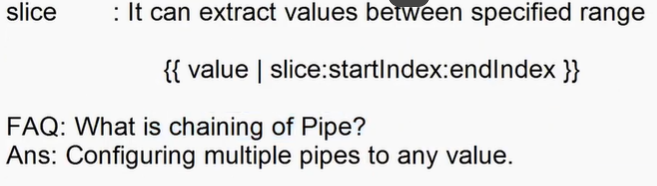 slice : It can extract values between specified range
{{ value | slice:startIndex:endIndex }}
FAQ: What is chaining of Pipe?
Ans: Configuring multiple pipes to any value.